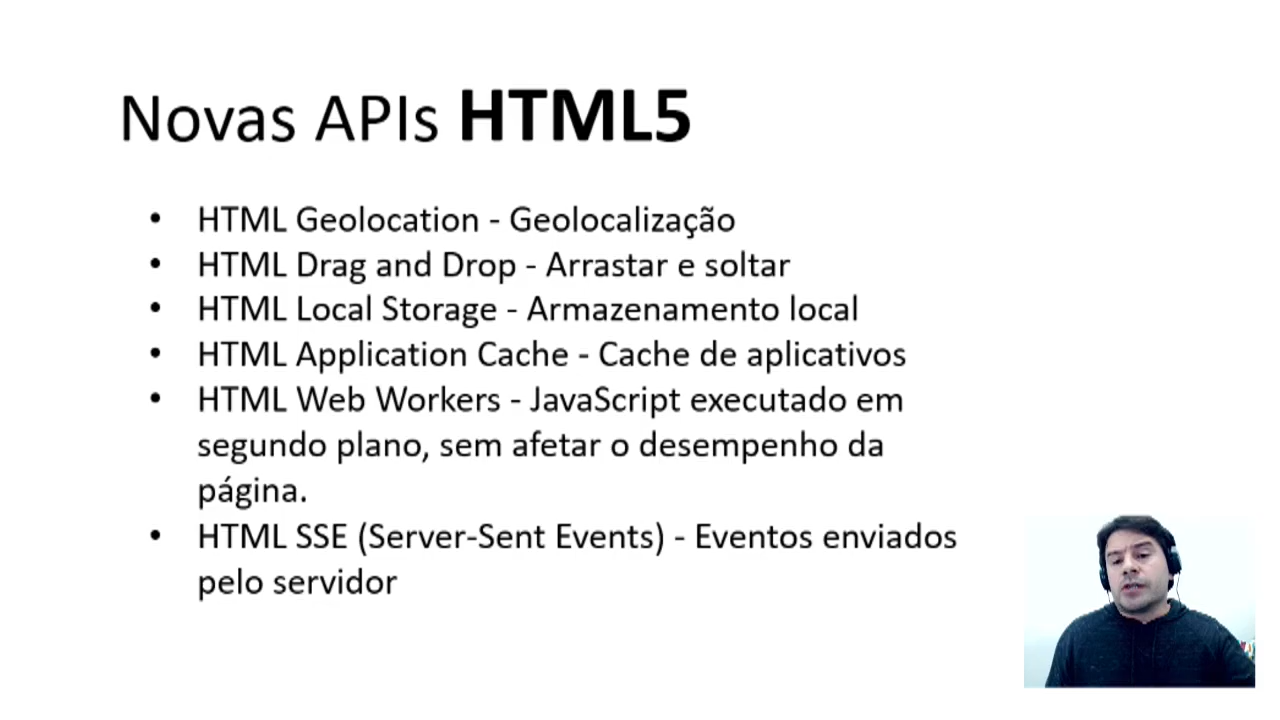 Novas APIs HTML5
• HTML Geolocation - Geolocalização
• HTML Drag and Drop - Arrastar e soltar
• HTML Local Storage - Armazenamento local
• HTML Application Cache - Cache de aplicativos
• HTML Web Workers - JavaScript executado em
segundo plano, sem afetar o desempenho da
página.
• HTML SSE (Server-Sent Events) - Eventos enviados
pelo servidor